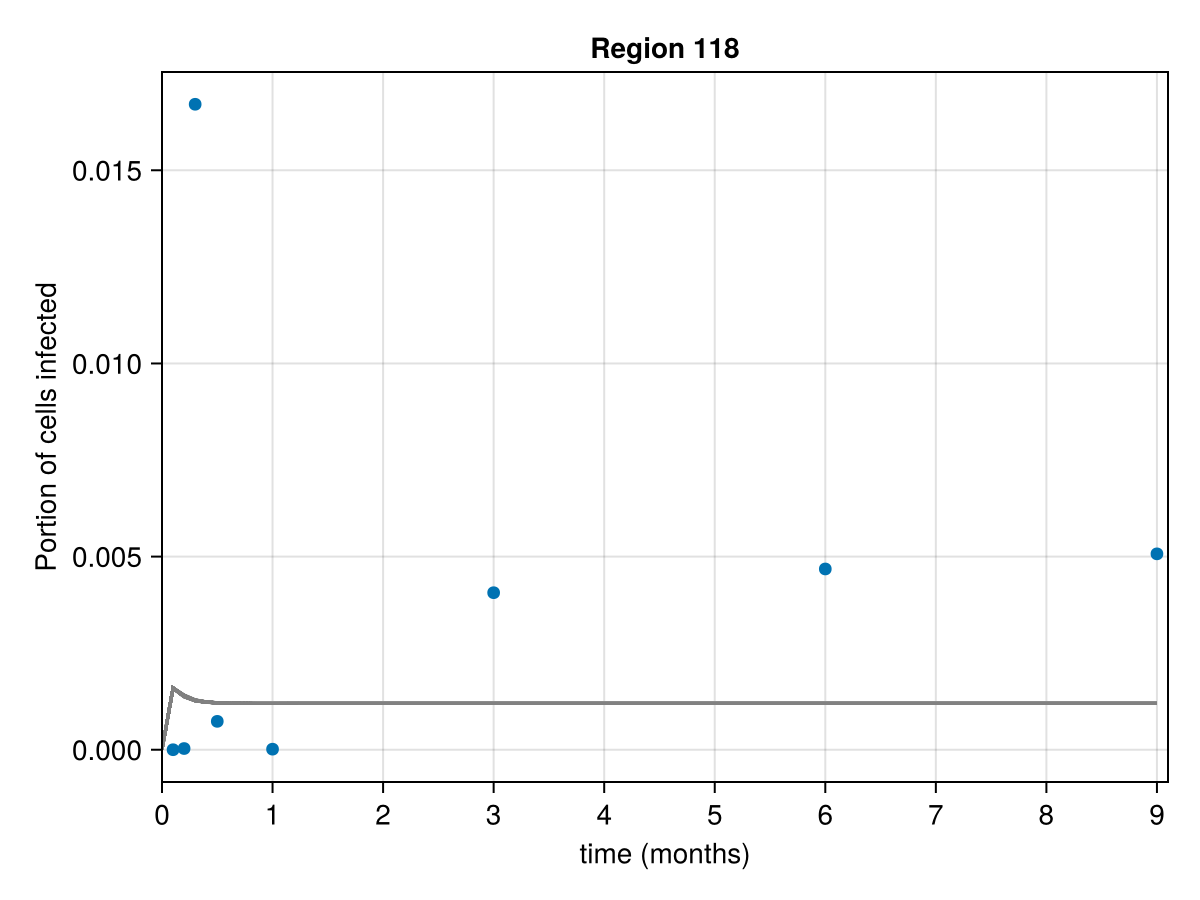 Region 118
Portion of cells infected
0.015
0.010
0.005
0.000
0 1 2 3 4 5 6 7 8 9
time (months)